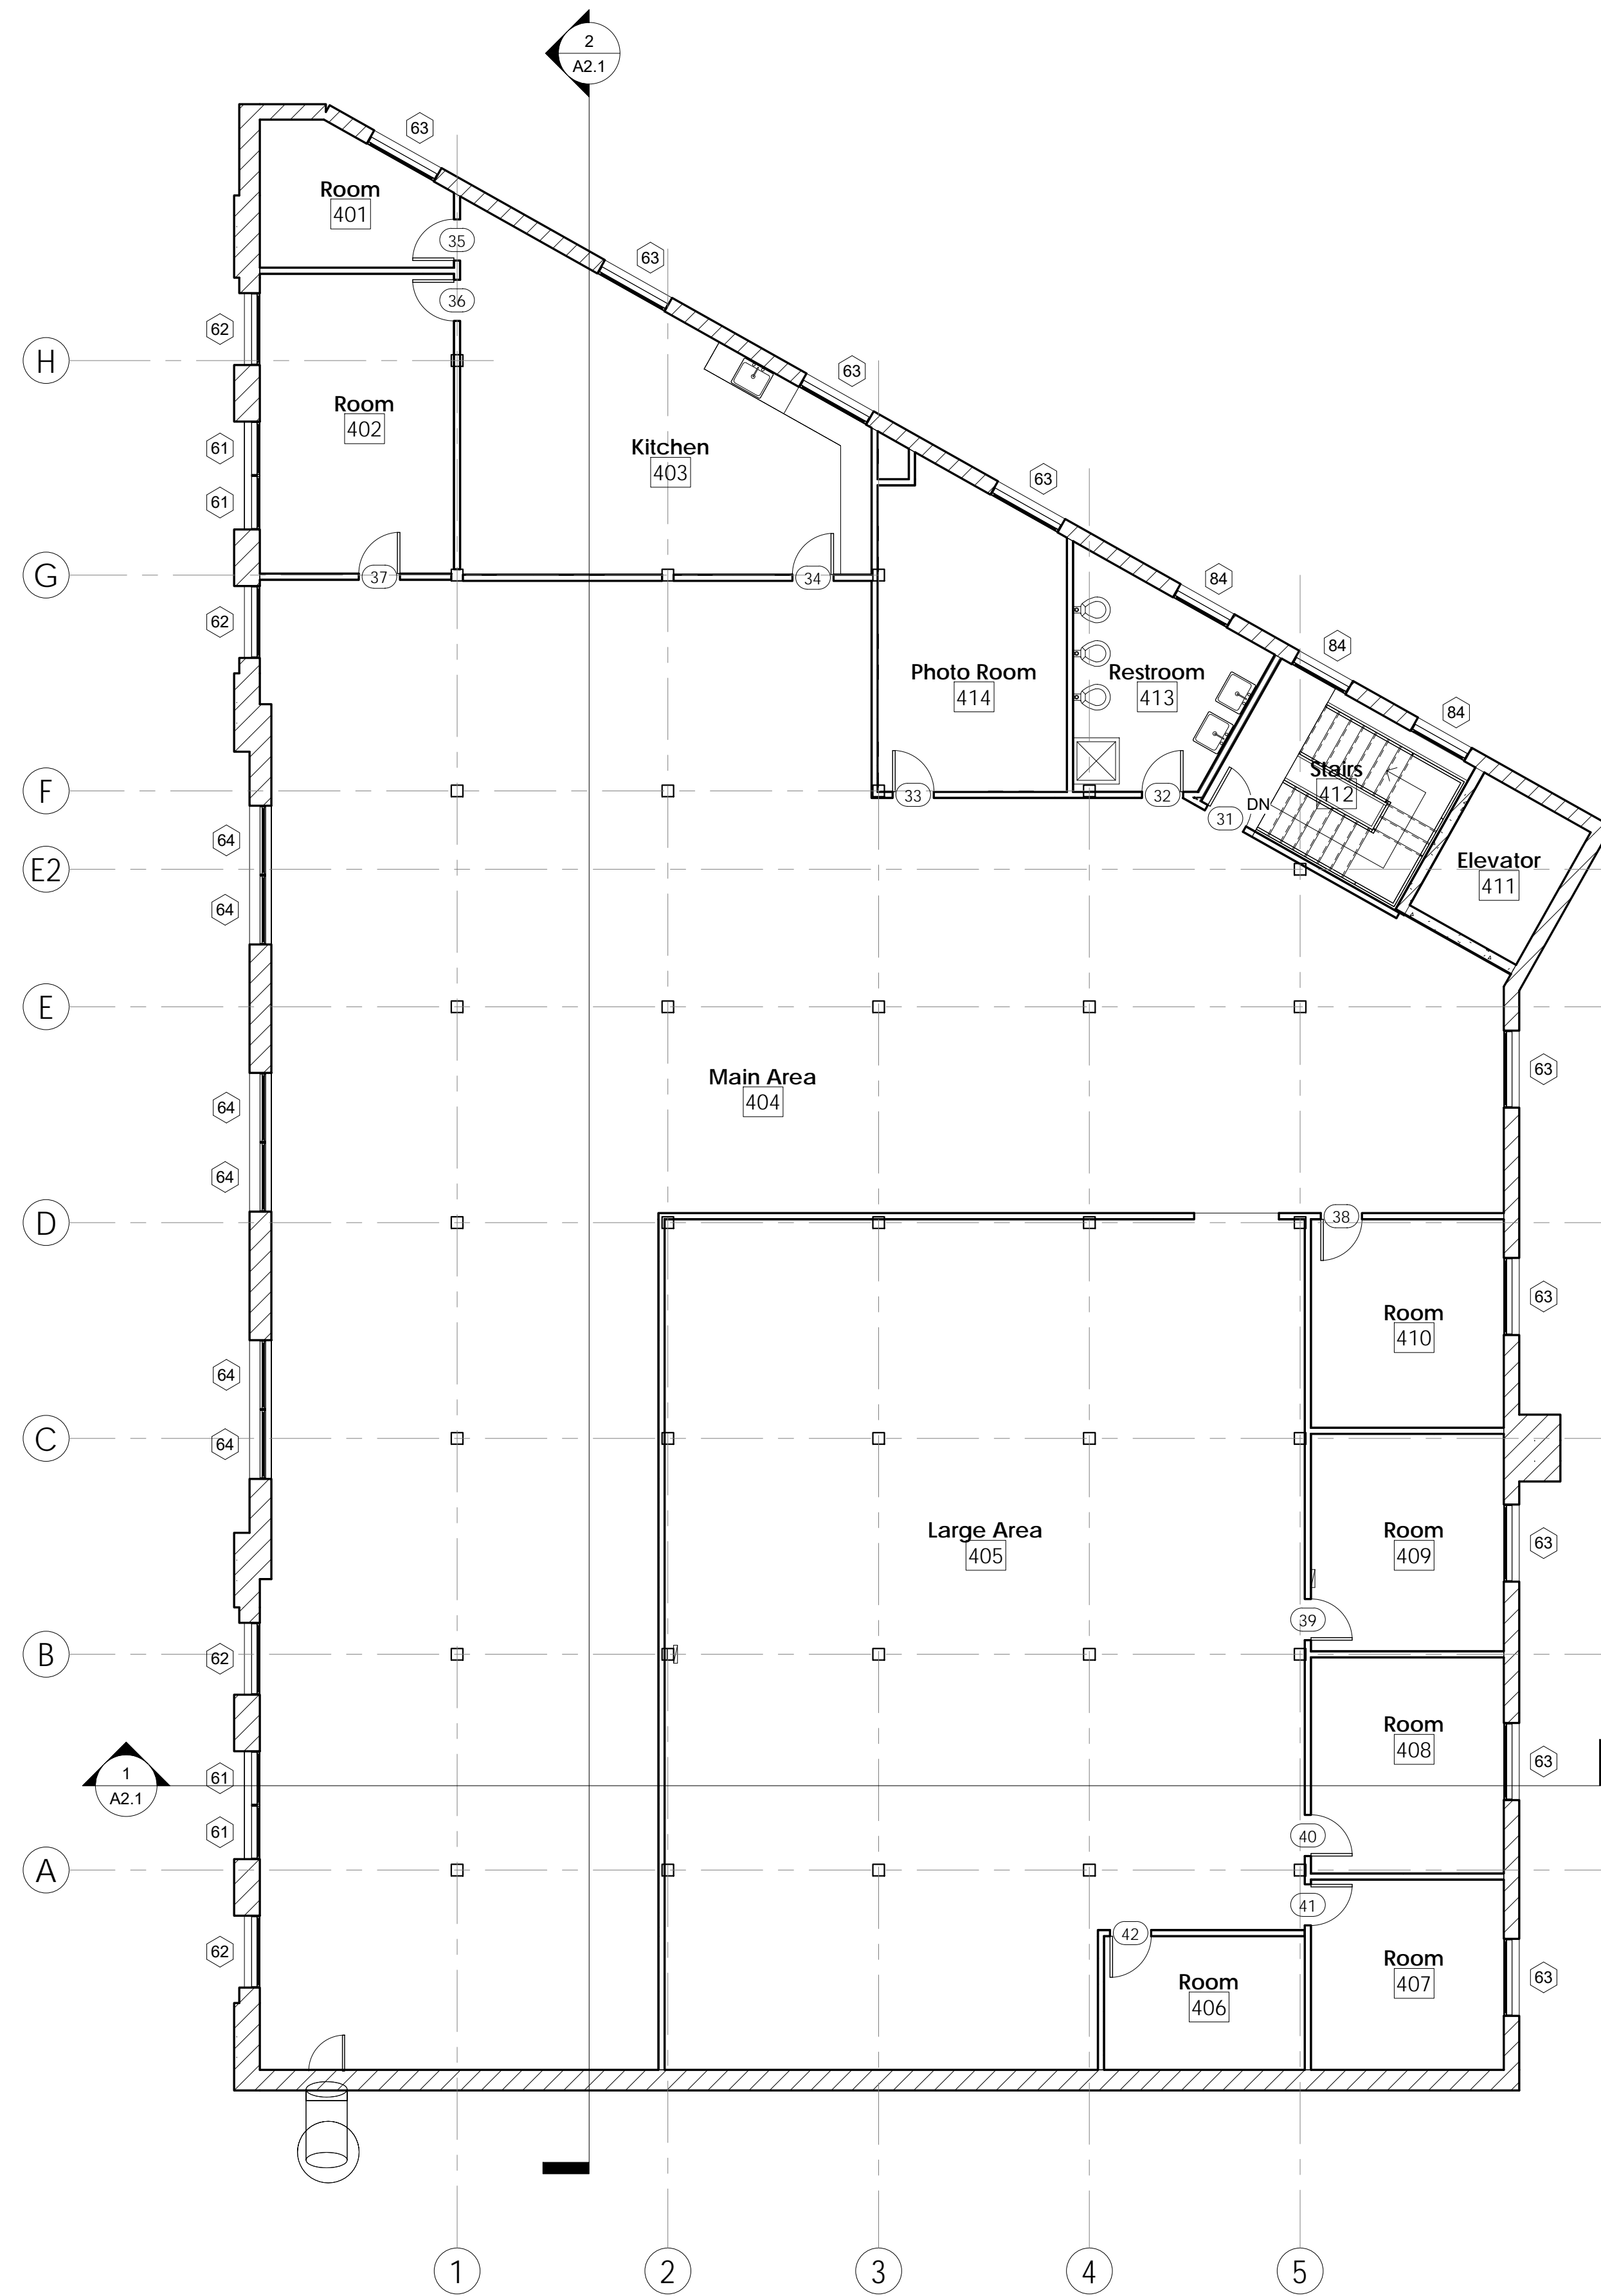 2
A2.1
63
Room
401
35
63
36
62
H
63
Room
402
61
Kitchen
403
63
61
G
37
34
84
62
84
Photo Room
414
Restroom
413
84
Stairs
412
F
33
32
DN
31
64
E2
Elevator
411
64
E
63
Main Area
404
64
64
D
38
63
Room
410
64
C
64
Large Area
405
Room
409
63
39
B
62
Room
408
63
1
A2.1
61
61
40
A
41
42
62
Room
407
63
Room
406
1
2
3
4
5